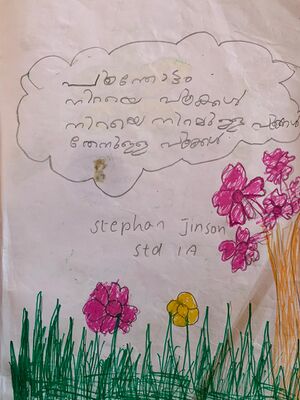 പൂന്തോട്ടം
നിറയെ പൂക്കൾ
നിറയെ നിറമുള്ള പൂക്കൾ
തേനുള്ള പൂക്കൾ
stephan jinson
std 1A